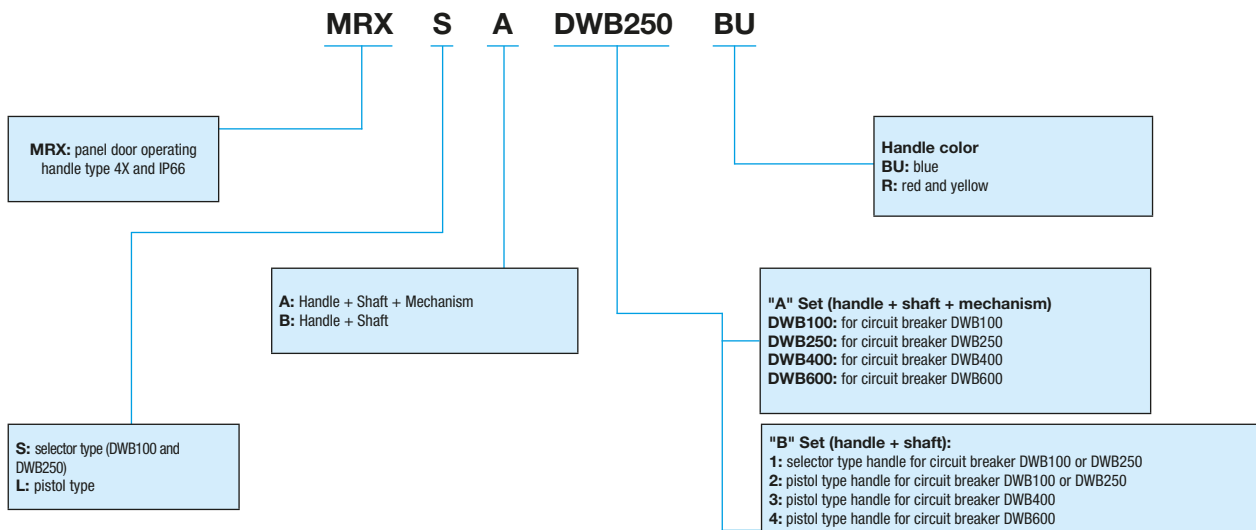 MRX S A DWB250 BU
MRX: panel door operating
handle type 4X and IP66
Handle color
BU: blue
R: red and yellow
A: Handle + Shaft + Mechanism
B: Handle + Shaft
"A" Set (handle + shaft + mechanism)
DWB100: for circuit breaker DWB100
DWB250: for circuit breaker DWB250
DWB400: for circuit breaker DWB400
DWB600: for circuit breaker DWB600
S: selector type (DWB100 and
DWB250)
L: pistol type
"B" Set (handle + shaft):
1: selector type handle for circuit breaker DWB100 or DWB250
2: pistol type handle for circuit breaker DWB100 or DWB250
3: pistol type handle for circuit breaker DWB400
4: pistol type handle for circuit breaker DWB600